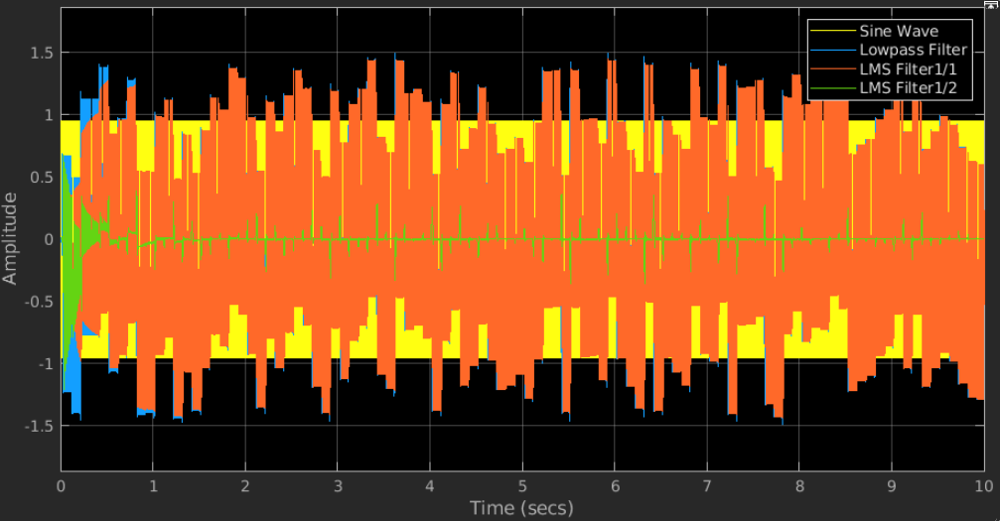 Sine Wave
Lowpass Filter
LMS Filter1/1
LMS Filter1/2
1.5
1
0.5
0
-0.5
-1
-1.5
Amplitude
0 1 2 3 4 5 6 7 8 9 10
Time (secs)